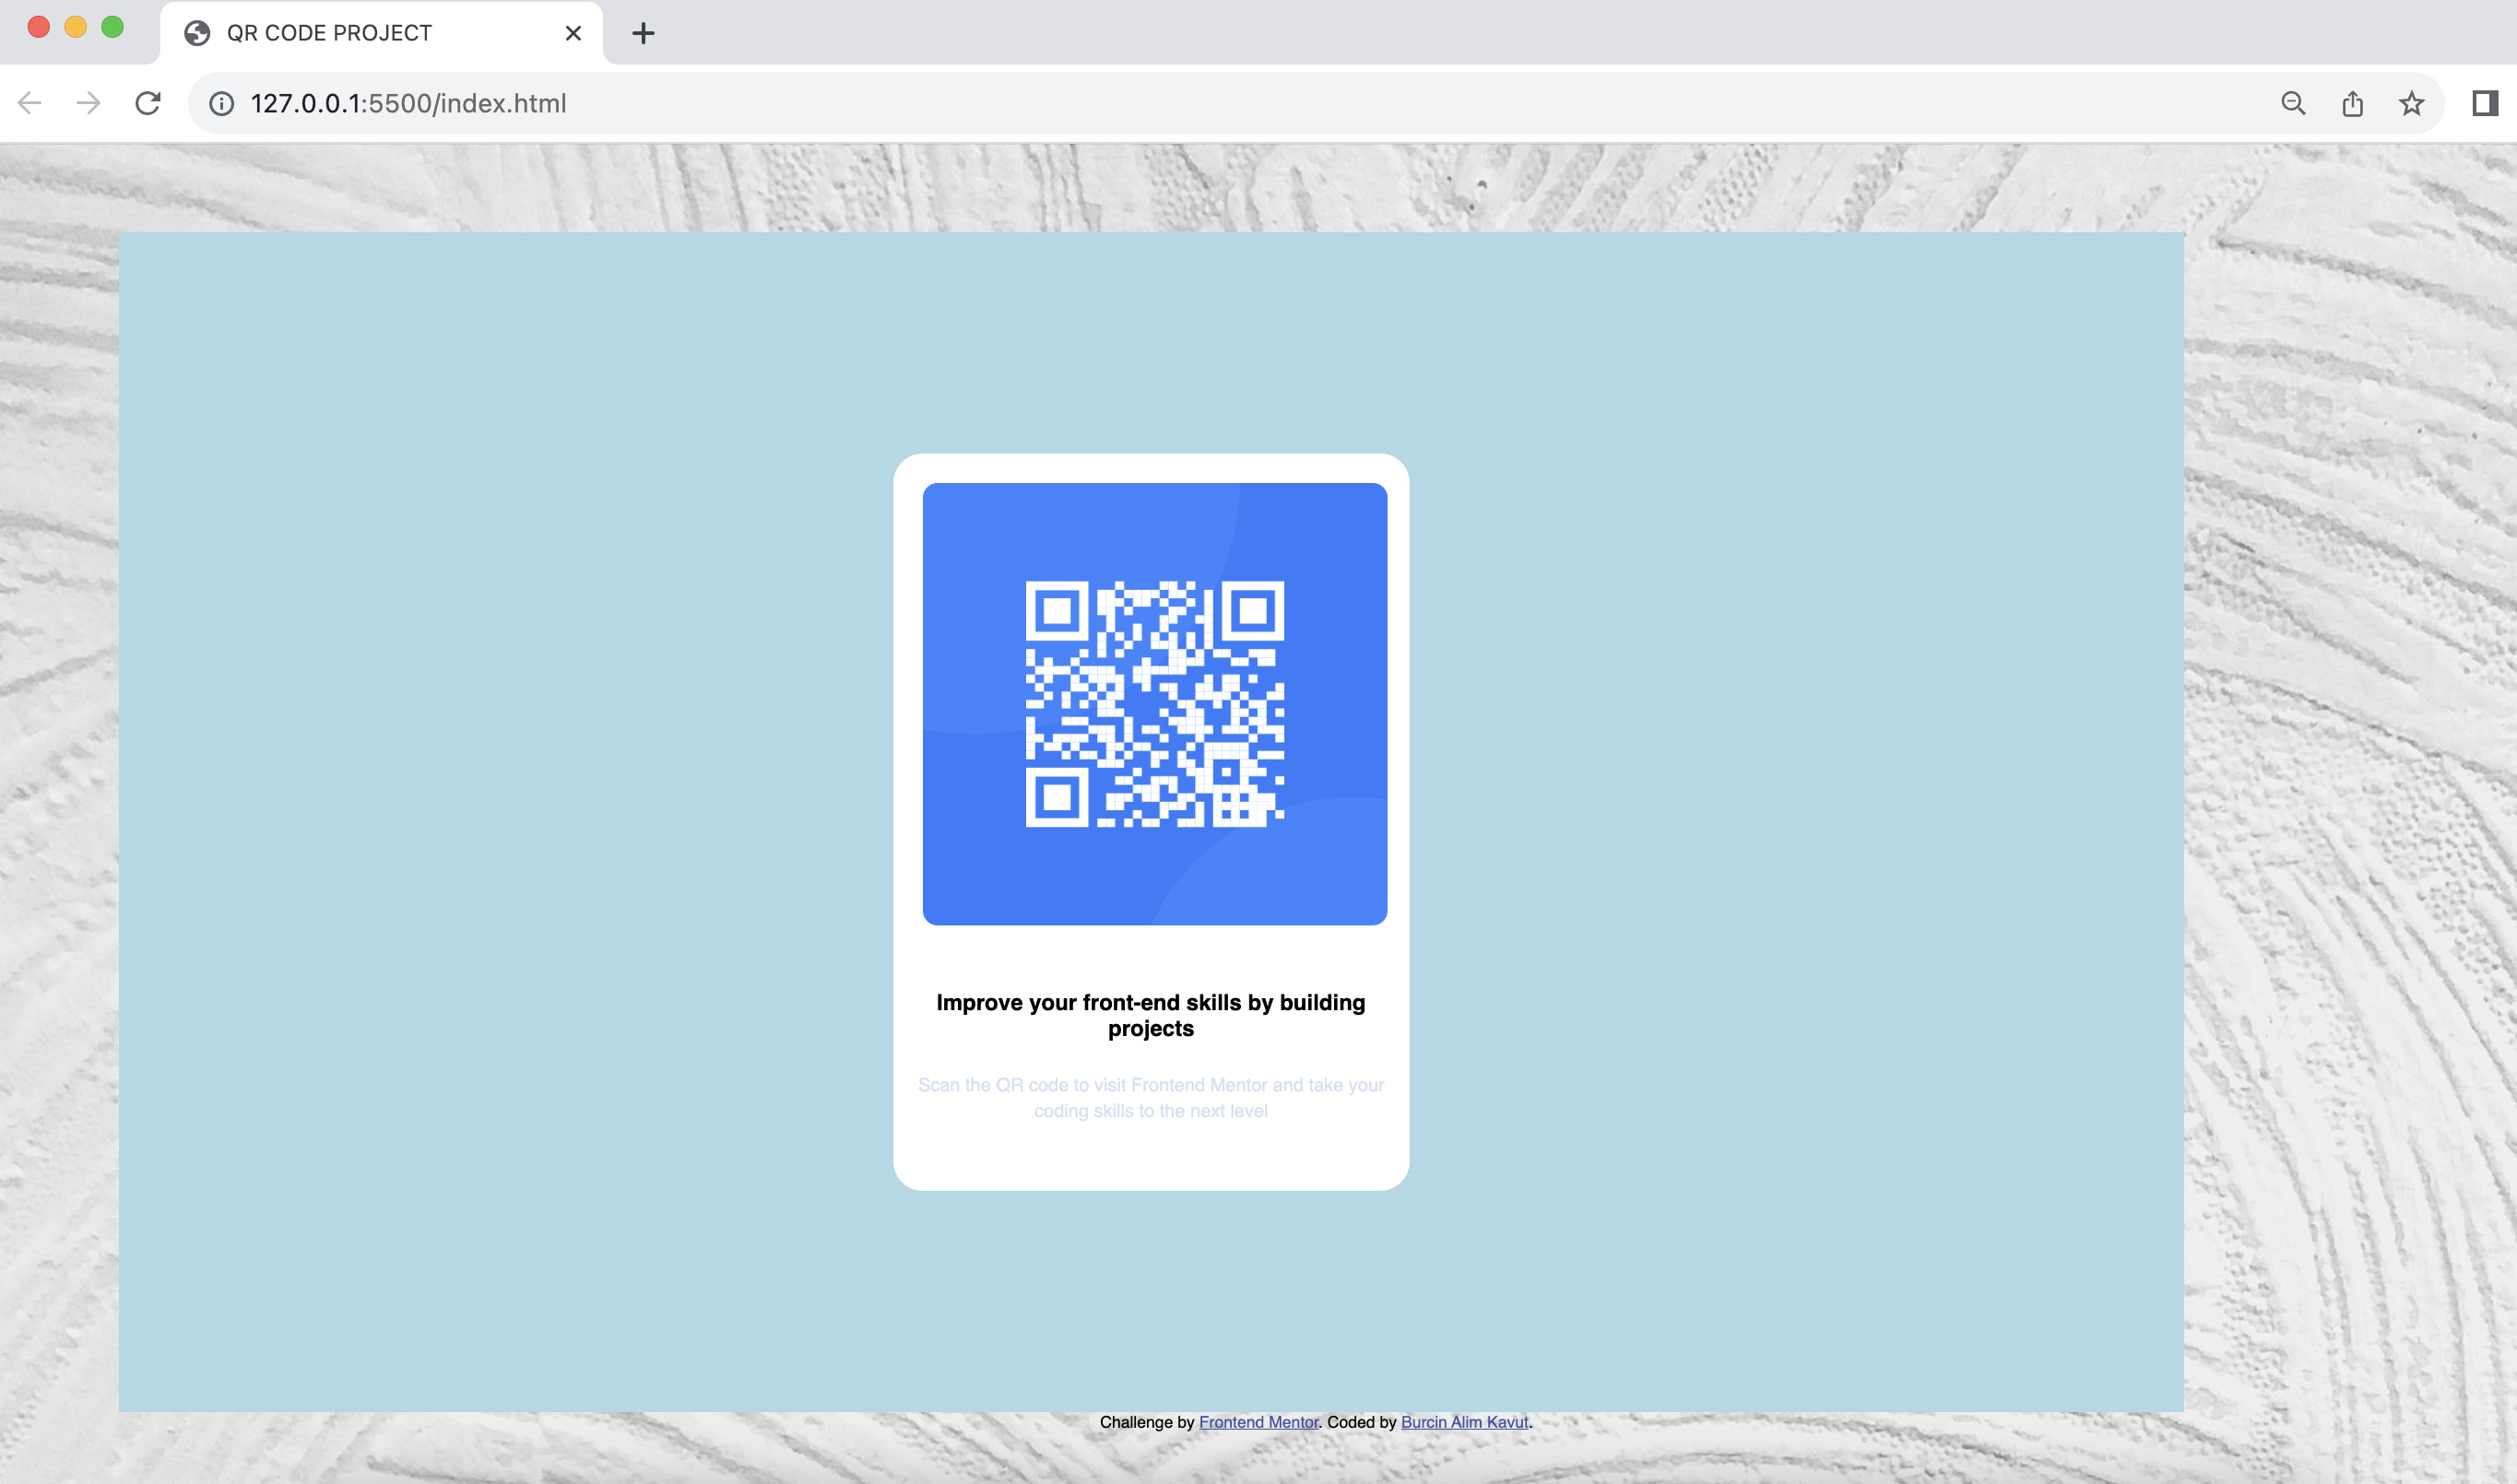 QR CODE PROJECT
127.0.0.1:5500/index.html
Improve your front-end skills by building
projects
Scan the QR code to visit Frontend Mentor and take your
coding skills to the next level
Challenge by Frontend Mentor. Coded by Burcin Alim Kavut.